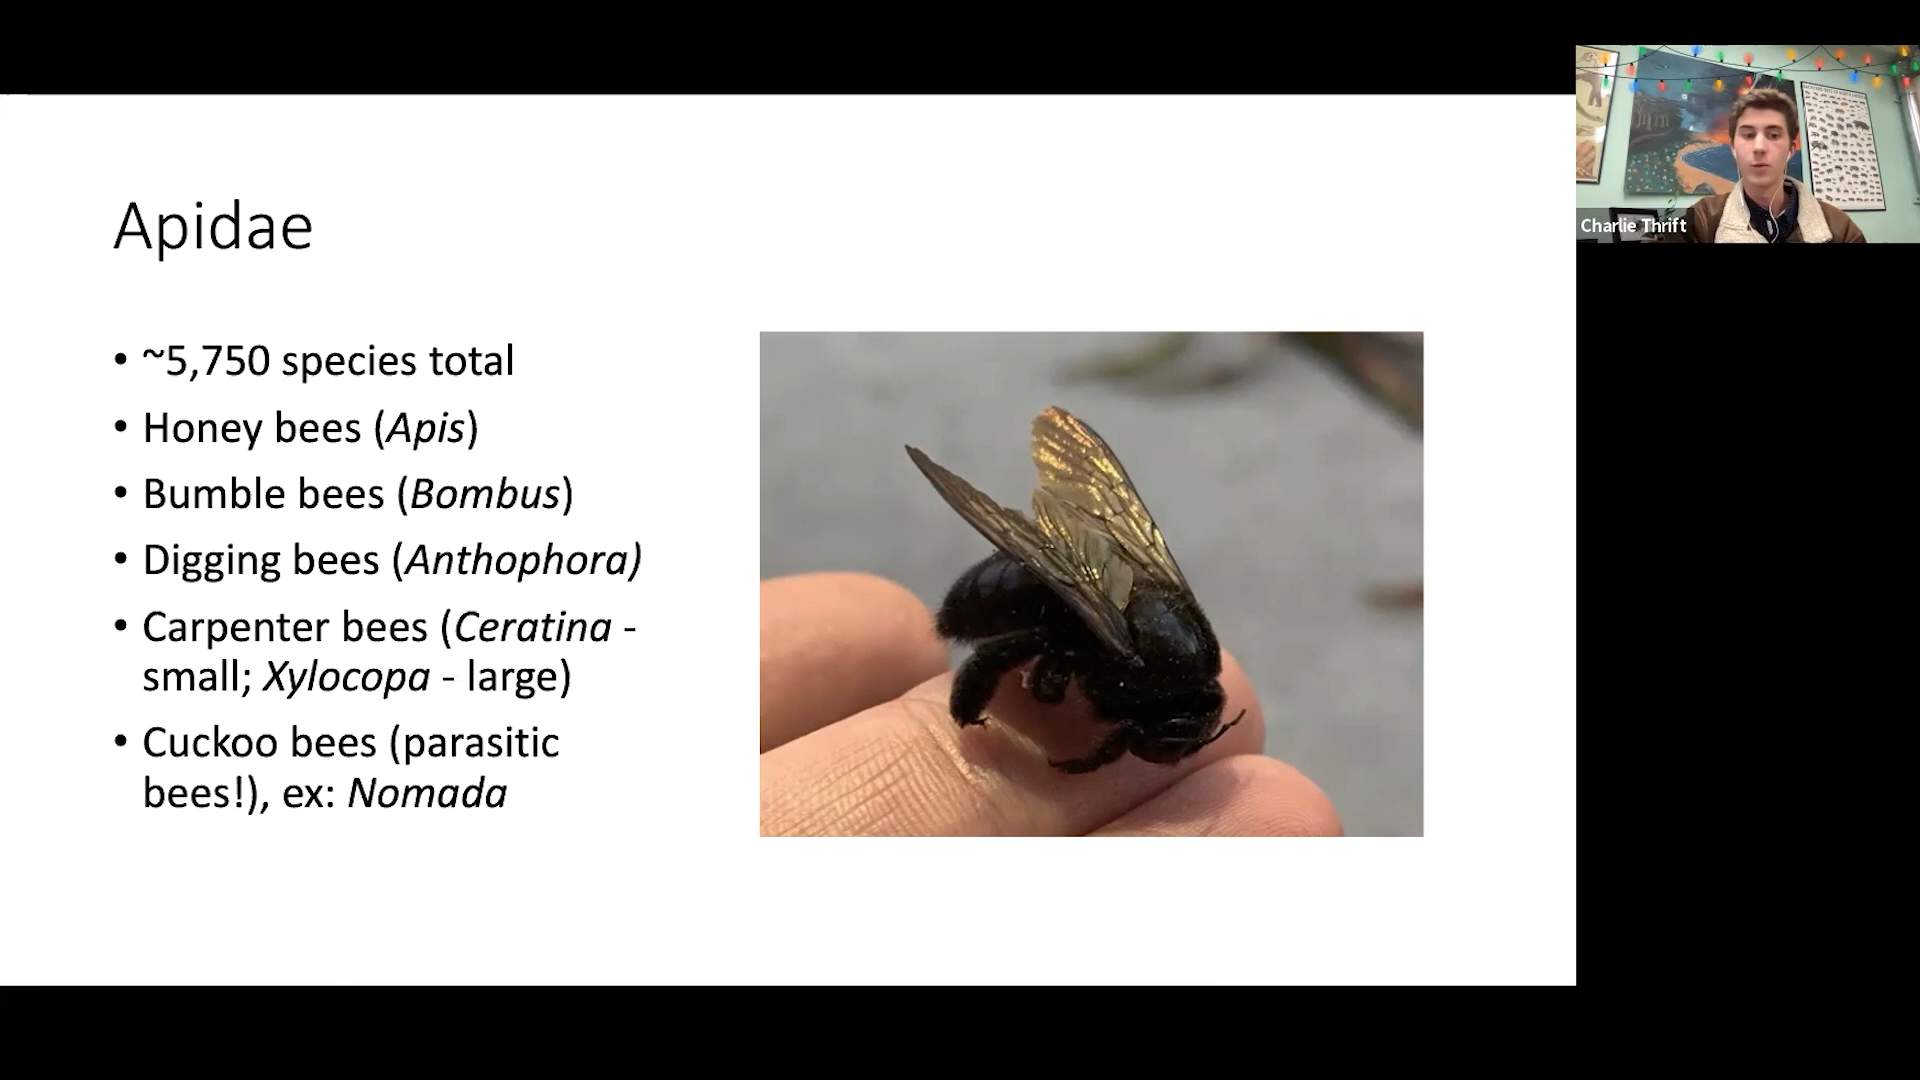 Apidae
• ~5,750 species total
• Honey bees (Apis)
• Bumble bees (Bombus)
• Digging bees (Anthophora)
• Carpenter bees (Ceratina -
small; Xylocopa - large)
• Cuckoo bees (parasitic
bees!), ex: Nomada
Charlie Thrift